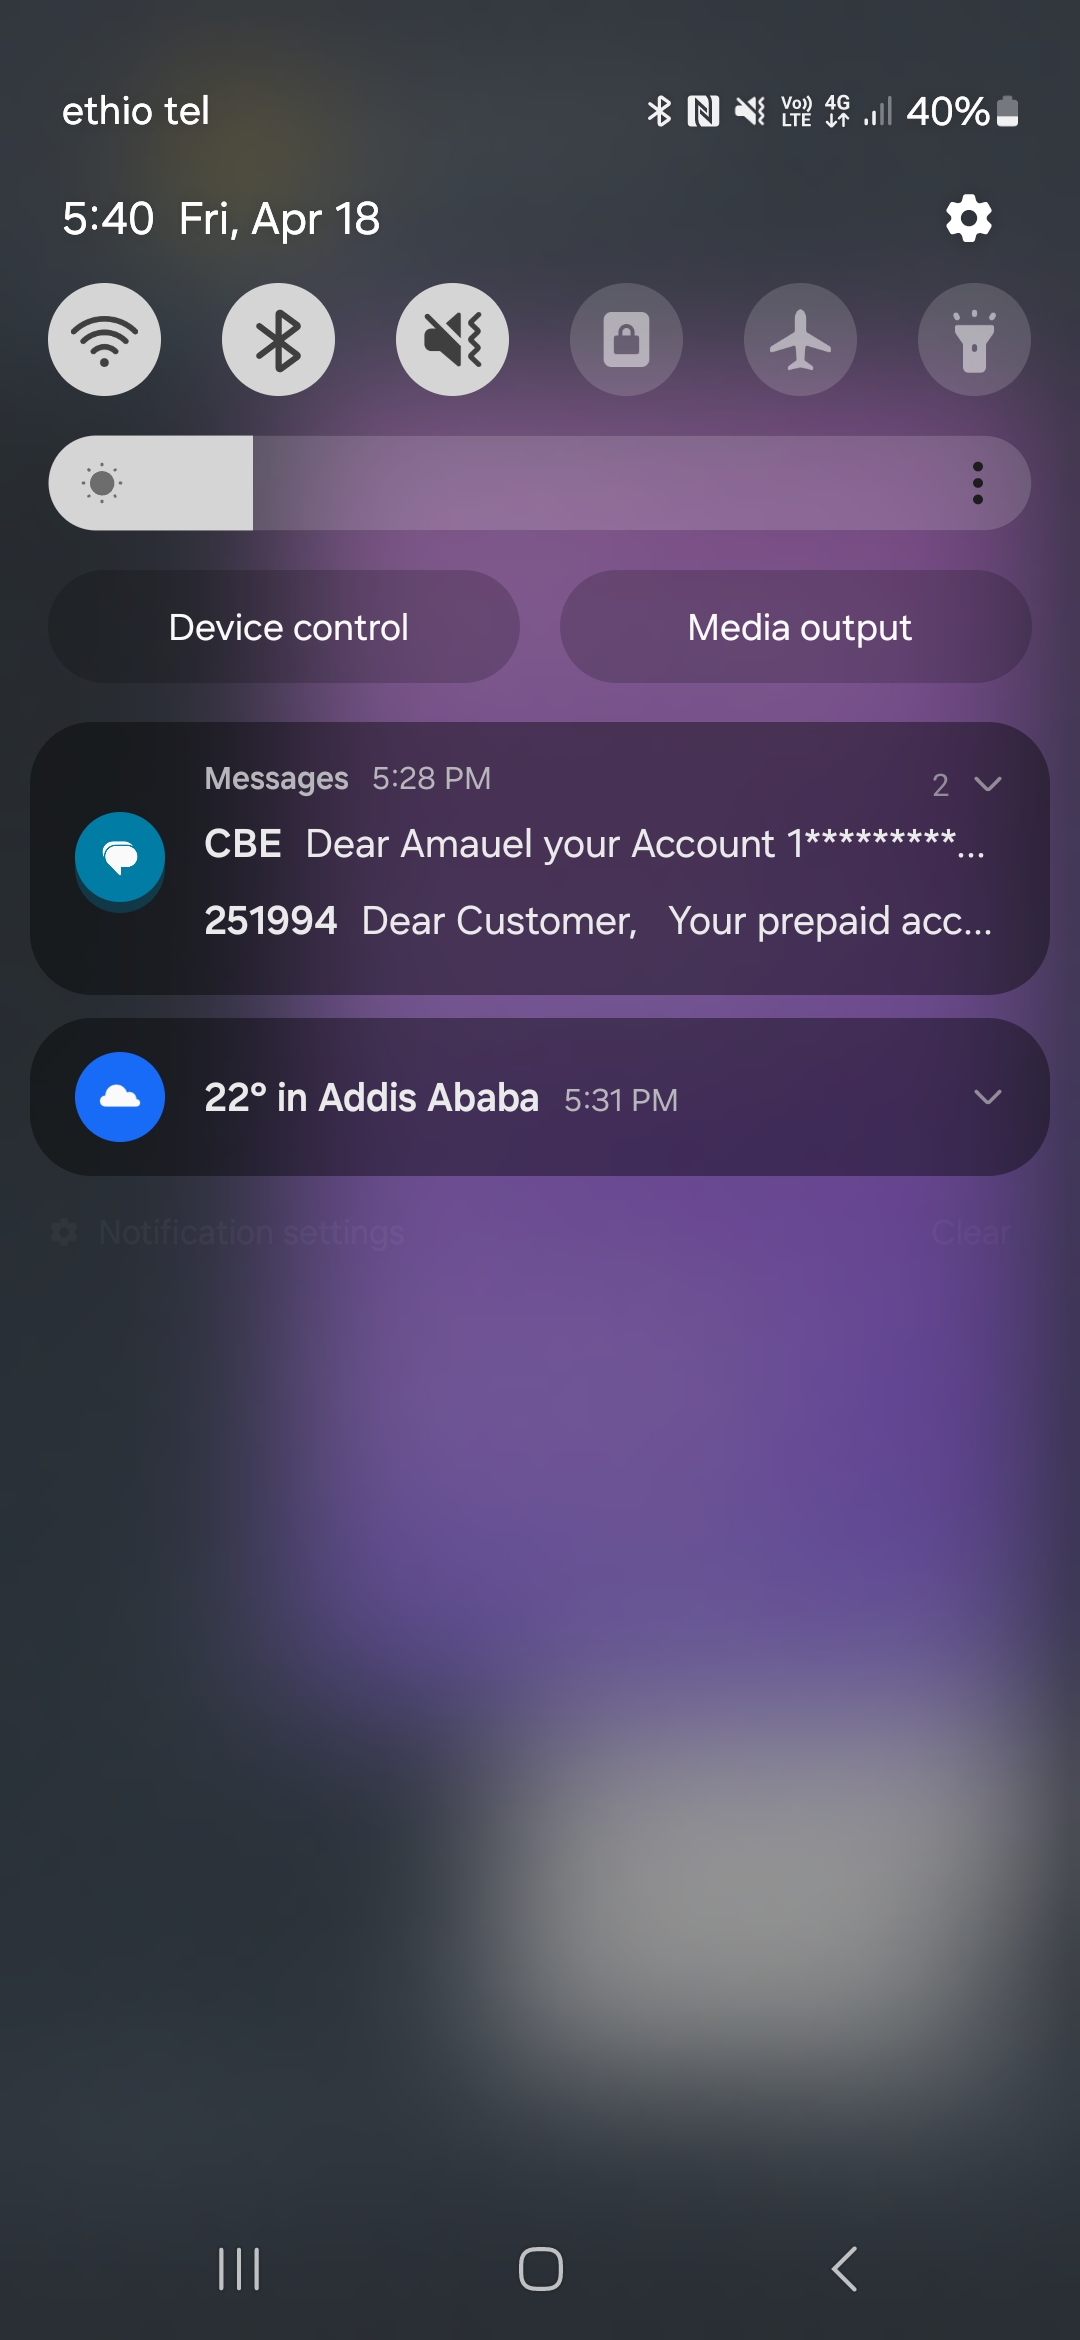 ethio tel
Vo)) LTE 4G 40%
5:40 Fri, Apr 18
Device control
Media output
Messages 5:28 PM
2
CBE Dear Amauel your Account 1*********...
251994 Dear Customer, Your prepaid acc...
22° in Addis Ababa 5:31 PM
Notification settings
Clear